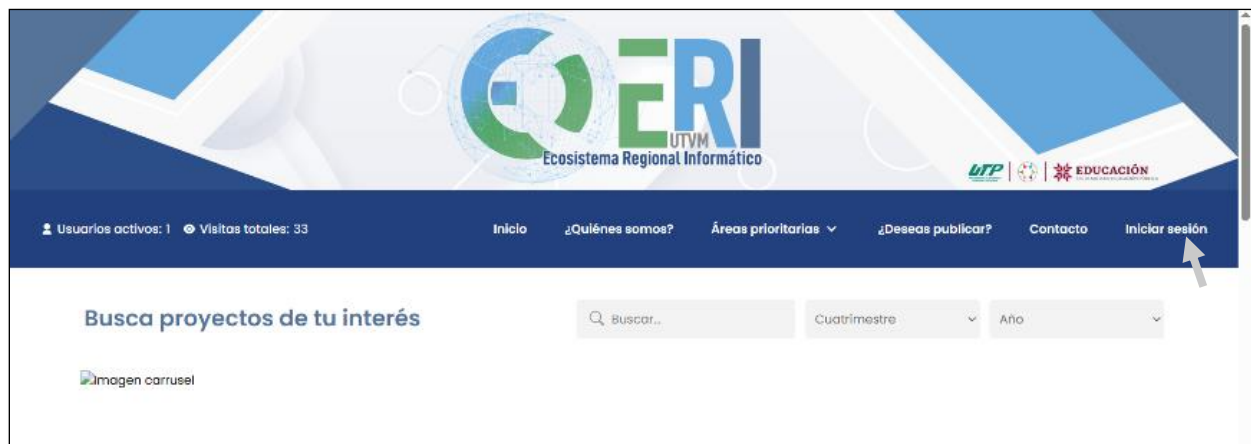 ERI
UTVM
Ecosistema Regional Informático
UTP
EDUCACIÓN
Usuarios activos: 1 Visitas totales: 33
Inicio ¿Quiénes somos? Áreas prioritarias ¿Deseas publicar? Contacto Iniciar sesión
Busca proyectos de tu interés
Buscar..
Cuatrimestre
Año
Imagen carrusel